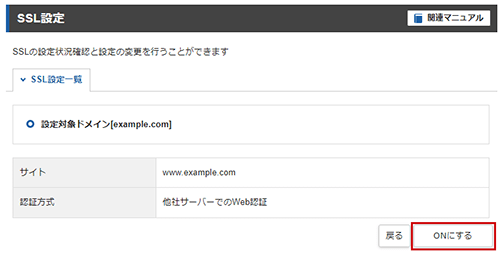 SSL設定
関連マニュアル
SSLの設定状況確認と設定の変更を行うことができます
SSL設定一覧
設定対象ドメイン[example.com]
サイト www.example.com
認証方式 他社サーバーでのWeb認証
戻る ONにする